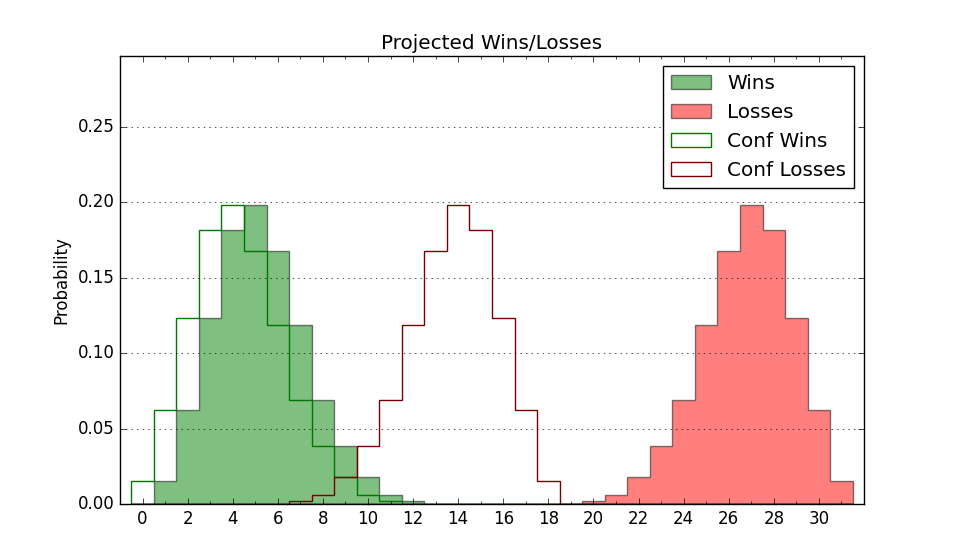 Projected Wins/Losses
Wins
Losses
Conf Wins
Conf Losses
Probability
0.25
0.20
0.15
0.10
0.05
0.00
0 2 4 6 8 10 12 14 16 18 20 22 24 26 28 30